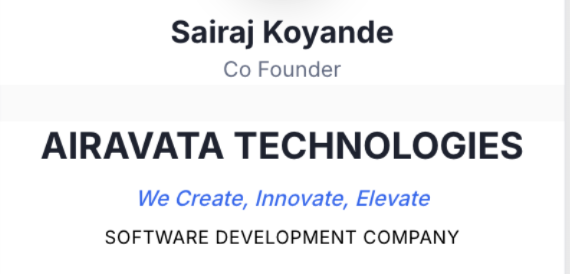 Sairaj Koyande
Co Founder
AIRAVATA TECHNOLOGIES
We Create, Innovate, Elevate
SOFTWARE DEVELOPMENT COMPANY